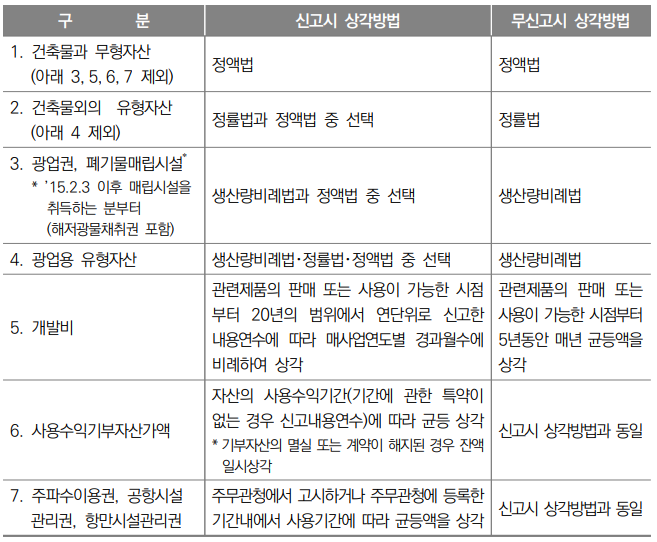 구 분 신고시 상각방법 무신고시 상각방법
1. 건축물과 무형자산
(아래 3, 5, 6, 7 제외)
정액법
정액법
2. 건축물외의 유형자산
(아래 4 제외)
정률법과 정액법 중 선택
정률법
3. 광업권, 폐기물매립시설*
* ’15.2.3 이후 매립시설을
취득하는 분부터
(해저광물채취권 포함)
생산량비례법과 정액법 중 선택
생산량비례법
4. 광업용 유형자산
생산량비례법·정률법·정액법 중 선택
생산량비례법
5. 개발비
관련제품의 판매 또는 사용이 가능한 시점
부터 20년의 범위에서 연단위로 신고한
내용연수에 따라 매사업연도별 경과월수에
비례하여 상각
관련제품의 판매 또는
사용이 가능한 시점부터
5년동안 매년 균등액을
상각
6. 사용수익기부자산가액
자산의 사용수익기간(기간에 관한 특약이
없는 경우 신고내용연수)에 따라 균등 상각
* 기부자산의 멸실 또는 계약이 해지된 경우 잔액
일시상각
신고시 상각방법과 동일
7. 주파수이용권, 공항시설
관리권, 항만시설관리권
주무관청에서 고시하거나 주무관청에 등록한
기간내에서 사용기간에 따라 균등액을 상각
신고시 상각방법과 동일